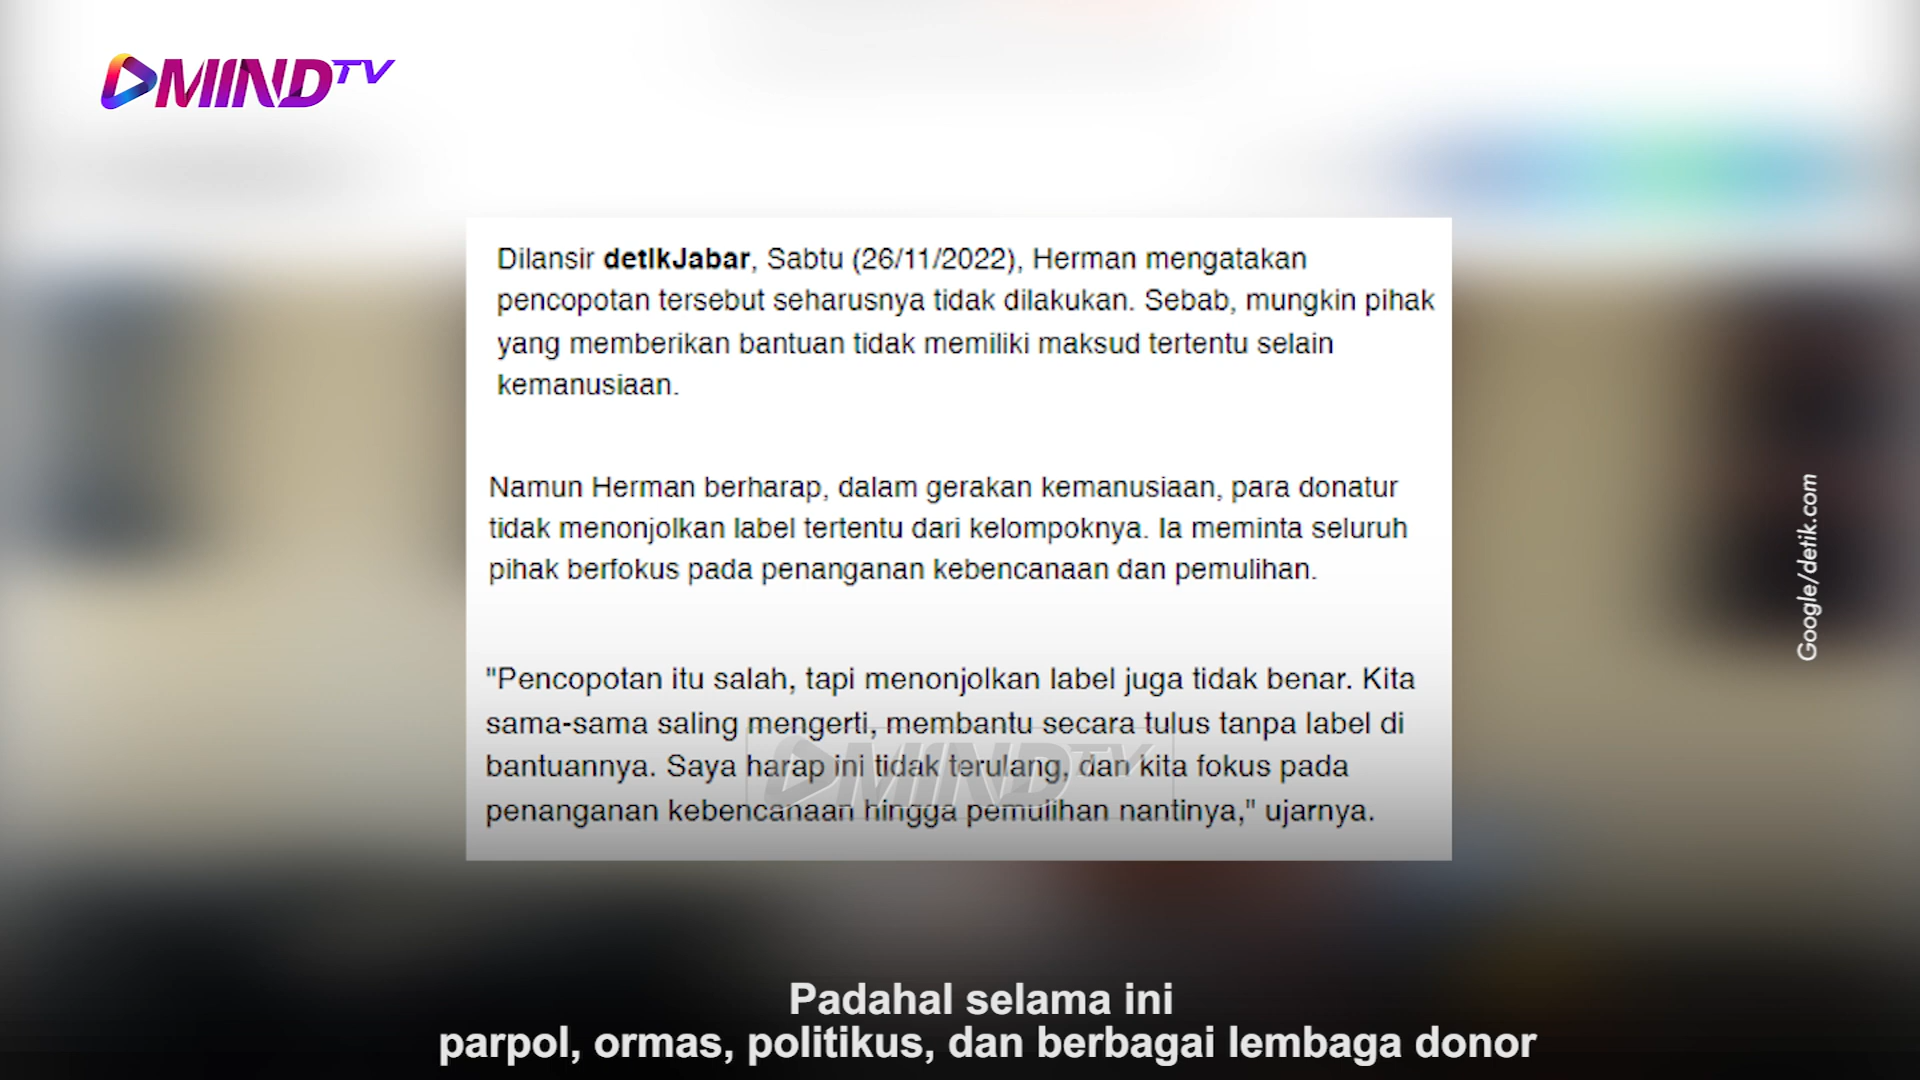 MINDTV
Dilansir detikJabar, Sabtu (26/11/2022), Herman mengatakan
pencopotan tersebut seharusnya tidak dilakukan. Sebab, mungkin pihak
yang memberikan bantuan tidak memiliki maksud tertentu selain
kemanusiaan.
Namun Herman berharap, dalam gerakan kemanusiaan, para donatur
tidak menonjolkan label tertentu dari kelompoknya. Ia meminta seluruh
pihak berfokus pada penanganan kebencanaan dan pemulihan.
"Pencopotan itu salah, tapi menonjolkan label juga tidak benar. Kita
sama-sama saling mengerti, membantu secara tulus tanpa label di
bantuannya. Saya harap ini tidak terulang, dan kita fokus pada
penanganan kebencanaan hingga pemulihan nantinya," ujarnya.
MINDTV
Google/detik.com
Padahal selama ini
parpol, ormas, politikus, dan berbagai lembaga donor